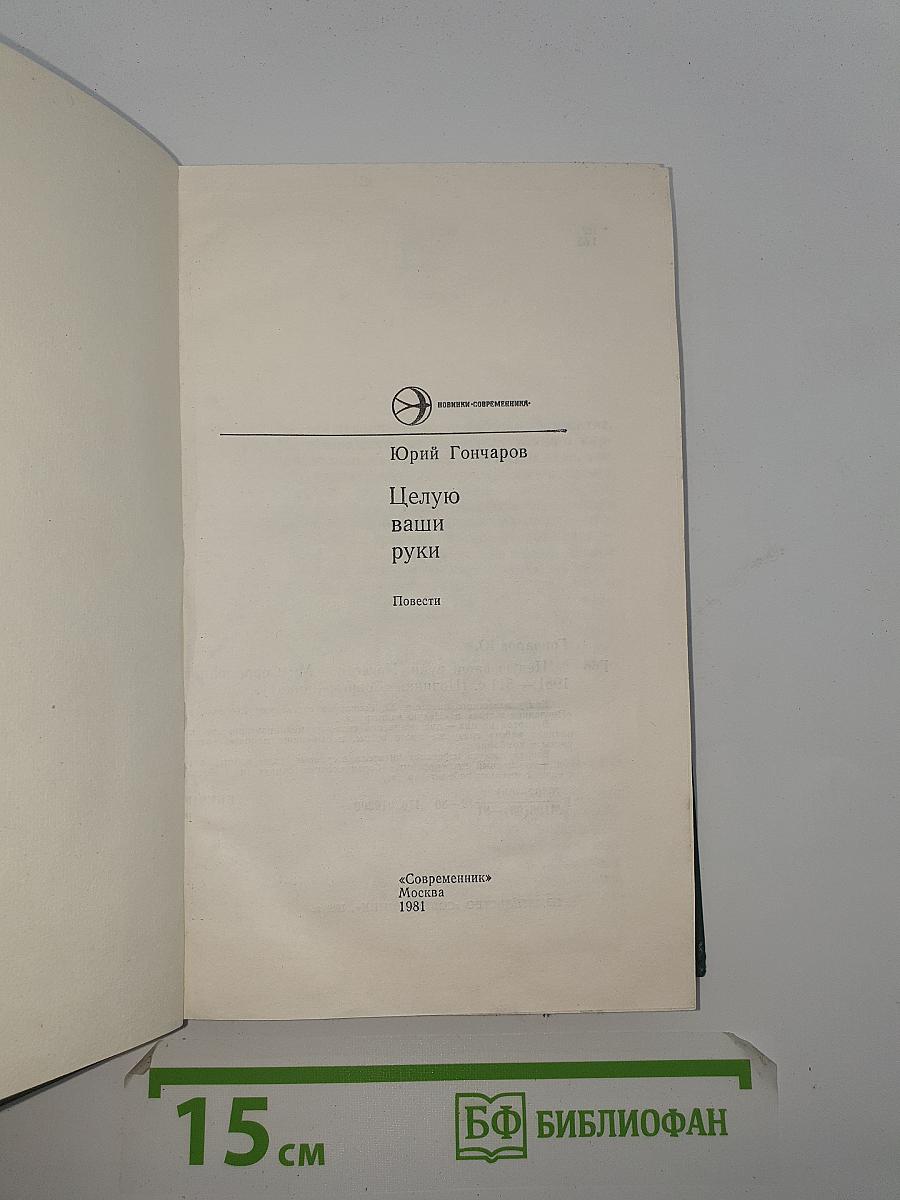 НОВИНКИ «СОВРЕМЕННИКА»
Юрий Гончаров
Целую
ваши
руки
Повести
«Современник»
Москва
1981
15 см
БФ БИБЛИОФАН